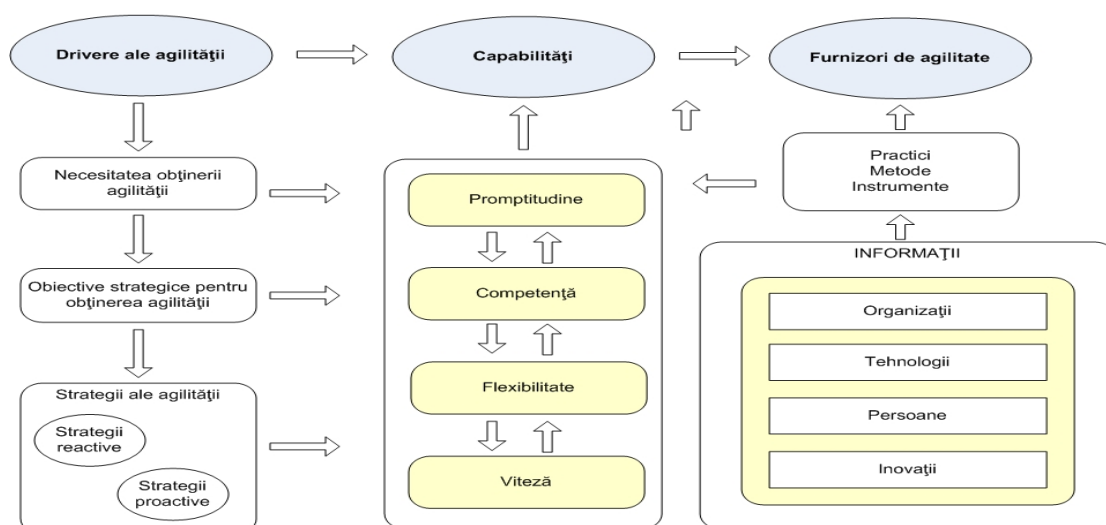 Drivere ale agilităţii
Capabilităţi
Furnizori de agilitate
Necesitatea obţinerii
agilităţii
Obiective strategice pentru
obţinerea agilităţii
Strategii ale agilităţii
Strategii
reactive
Strategii
proactive
Promptitudine
Competenţă
Flexibilitate
Viteză
Practici
Metode
Instrumente
INFORMAŢII
Organizaţii
Tehnologii
Persoane
Inovaţii